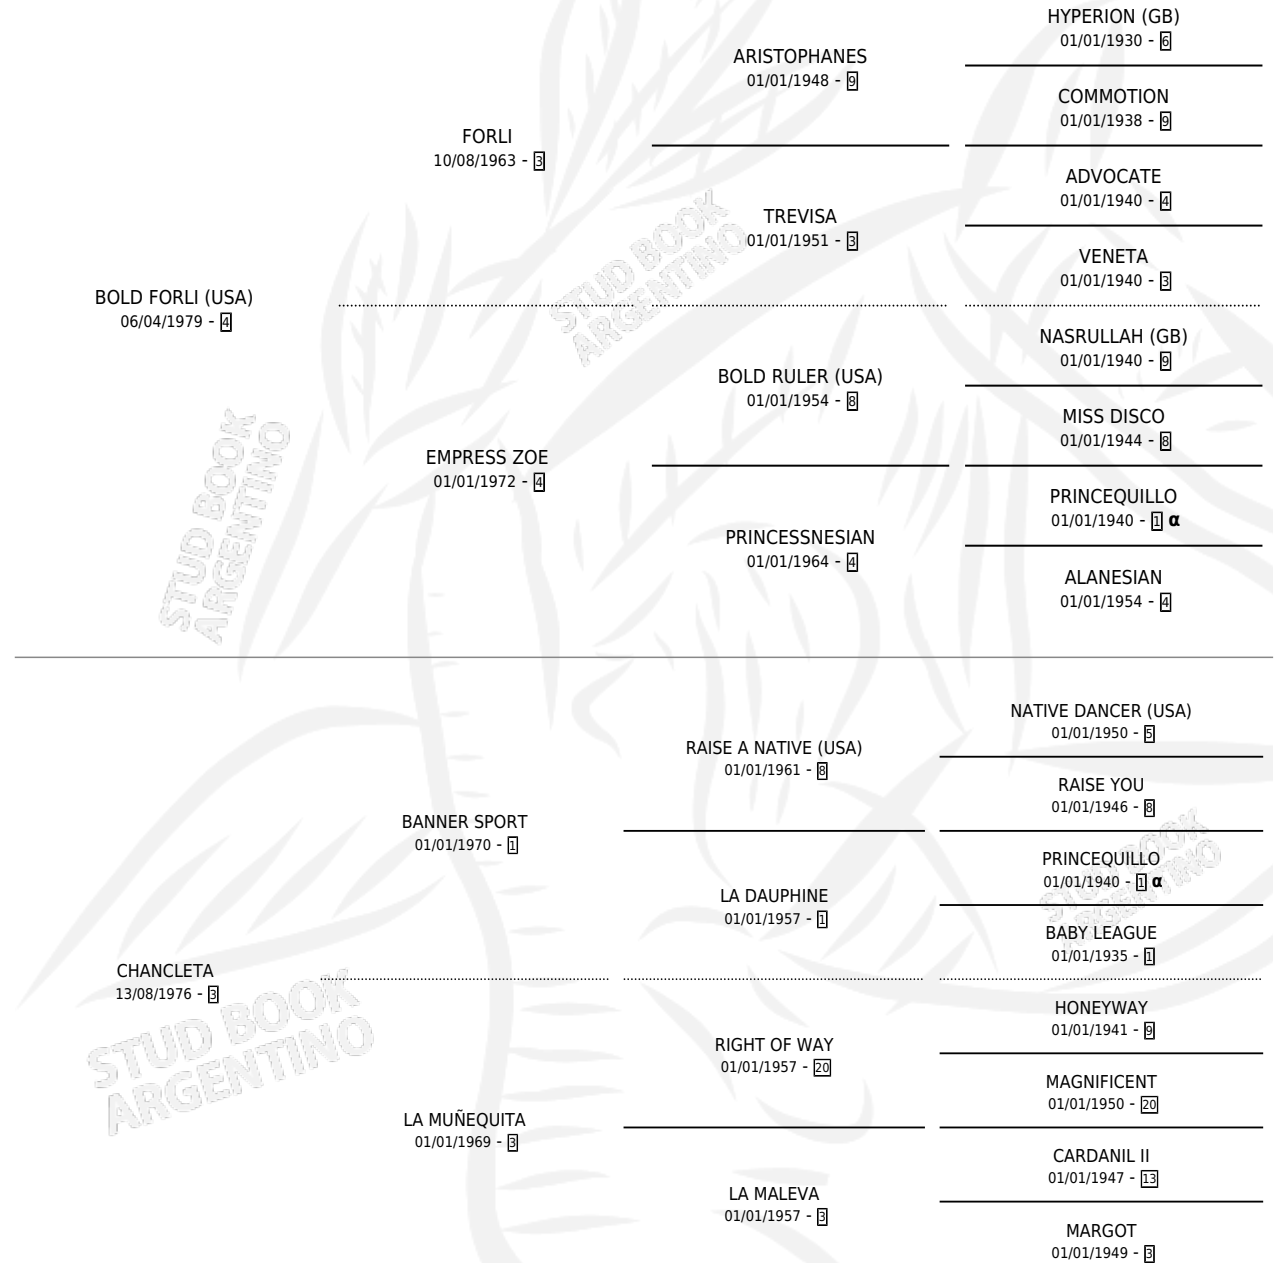 HYPERION (GB)
01/01/1930 - 6
ARISTOPHANES
01/01/1948 - 9
COMMOTION
01/01/1938 - 9
FORLI
10/08/1963 - 3
ADVOCATE
01/01/1940 - 4
TREVISA
01/01/1951 - 3
VENETA
01/01/1940 - 3
BOLD FORLI (USA)
06/04/1979 - 4
NASRULLAH (GB)
01/01/1940 - 9
BOLD RULER (USA)
01/01/1954 - 8
MISS DISCO
01/01/1944 - 8
EMPRESS ZOE
01/01/1972 - 4
PRINCEQUILLO
01/01/1940 - 1 α
PRINCESSNESIAN
01/01/1964 - 4
ALANESIAN
01/01/1954 - 4
NATIVE DANCER (USA)
01/01/1950 - 5
RAISE A NATIVE (USA)
01/01/1961 - 8
RAISE YOU
01/01/1946 - 8
BANNER SPORT
01/01/1970 - 1
PRINCEQUILLO
01/01/1940 - 1 α
LA DAUPHINE
01/01/1957 - 1
BABY LEAGUE
01/01/1935 - 1
CHANCLETA
13/08/1976 - 3
HONEYWAY
01/01/1941 - 9
RIGHT OF WAY
01/01/1957 - 20
MAGNIFICENT
01/01/1950 - 20
LA MUÑEQUITA
01/01/1969 - 3
CARDANIL II
01/01/1947 - 13
LA MALEVA
01/01/1957 - 3
MARGOT
01/01/1949 - 3
STUD BOOK
ARGENTINO
STUD BOOK
ARGENTINO
STUD BOOK
ARGENTINO
STUD BOOK
ARGENTINO